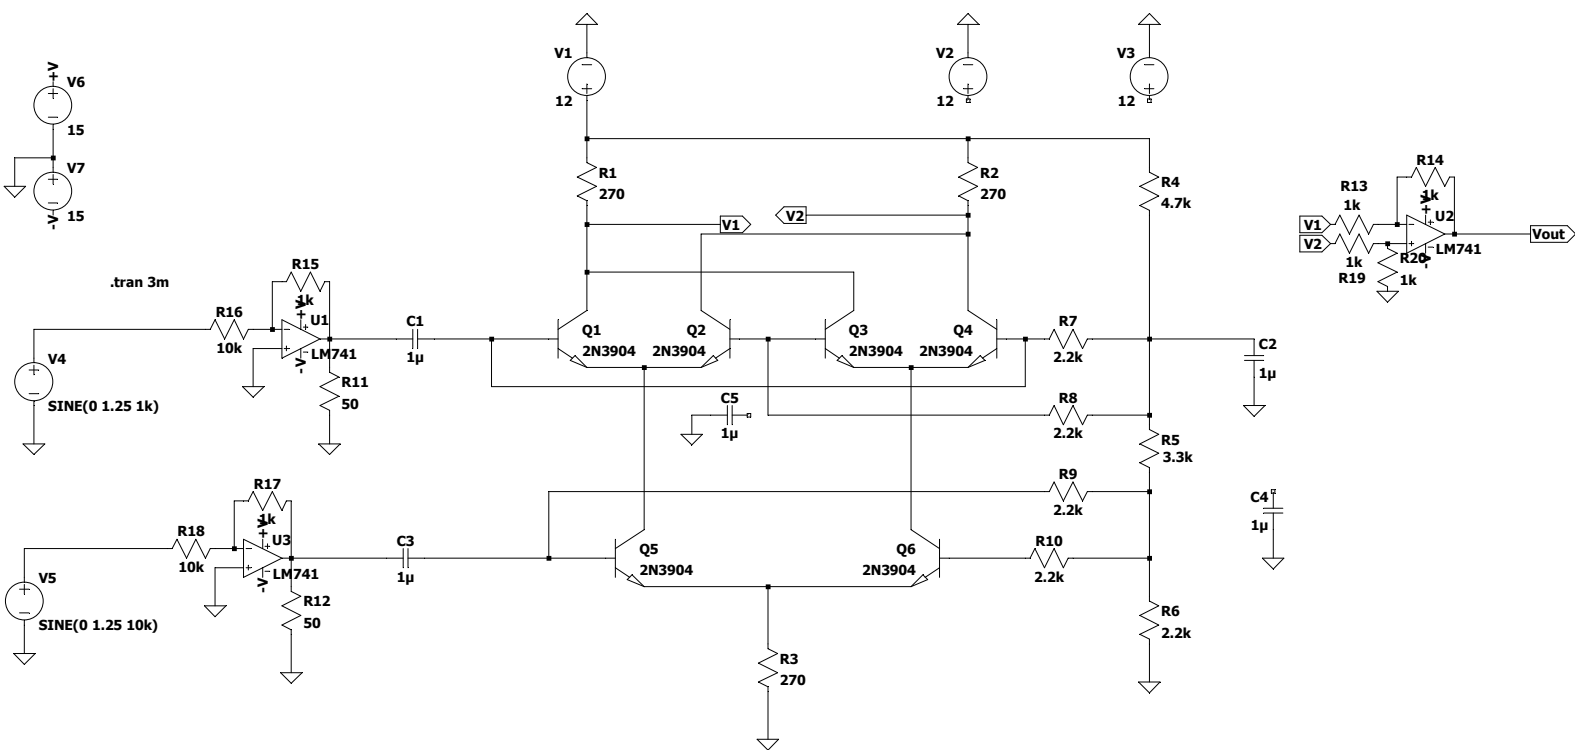 V1
12
V2
12
V3
12
+V
V6
15
V7
15
-V
R1
270
R2
270
R4
4.7k
V1
V2
R14
1k
R13
1k
+V
U2
V1
V2
LM741
-V
Vout
1k
R19
R20
1k
.tran 3m
R15
1k
+V
R16
10k
U1
LM741
-V
C1
1µ
Q1
2N3904
Q2
2N3904
Q3
2N3904
Q4
2N3904
R7
2.2k
C2
1µ
V4
SINE(0 1.25 1k)
R11
50
C5
1µ
R8
2.2k
R5
3.3k
R9
2.2k
C4
1µ
R17
1k
+V
R18
10k
U3
LM741
-V
C3
1µ
Q5
2N3904
Q6
2N3904
R10
2.2k
V5
SINE(0 1.25 10k)
R12
50
R6
2.2k
R3
270